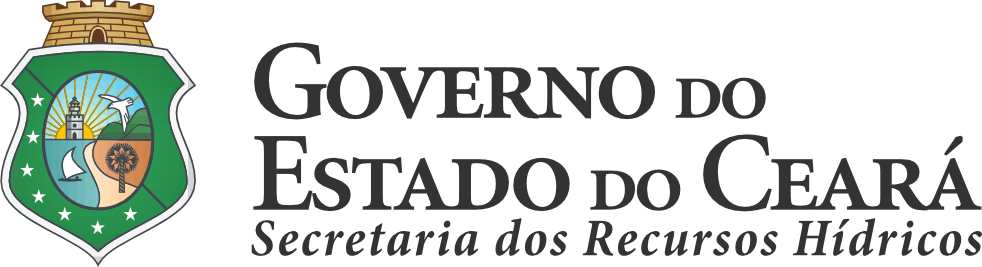 GOVERNO DO
ESTADO DO CEARÁ
Secretaria dos Recursos Hídricos